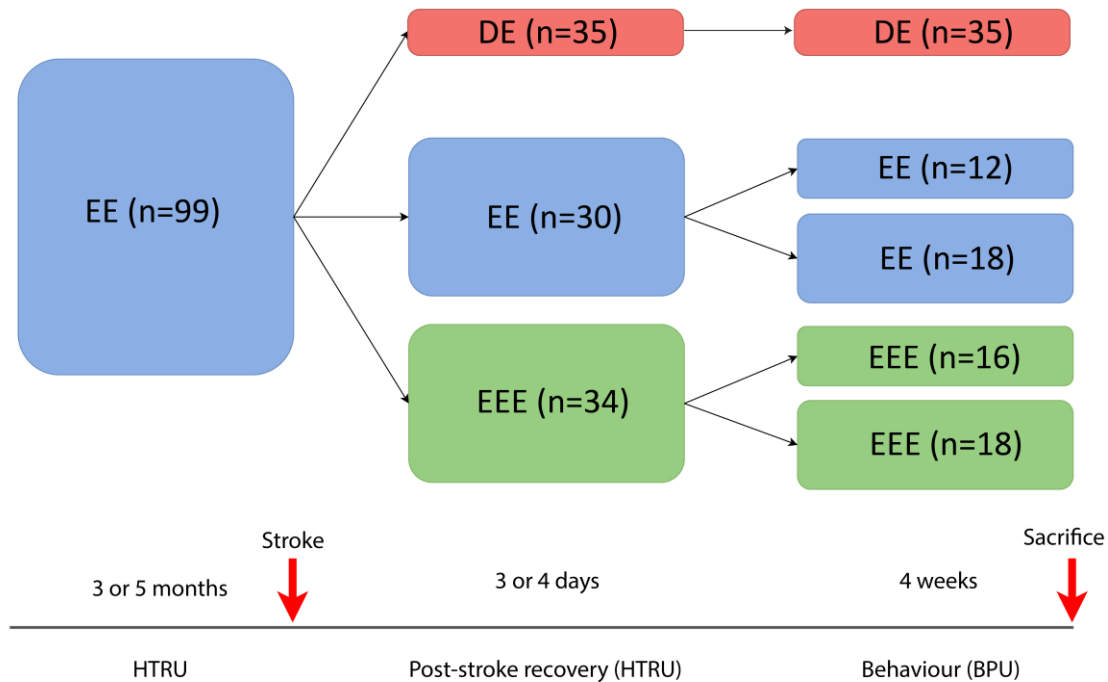 DE (n=35)
DE (n=35)
EE (n=99)
EE (n=30)
EE (n=12)
EE (n=18)
EEE (n=34)
EEE (n=16)
EEE (n=18)
Stroke
Sacrifice
3 or 5 months
3 or 4 days
4 weeks
HTRU
Post-stroke recovery (HTRU)
Behaviour (BPU)